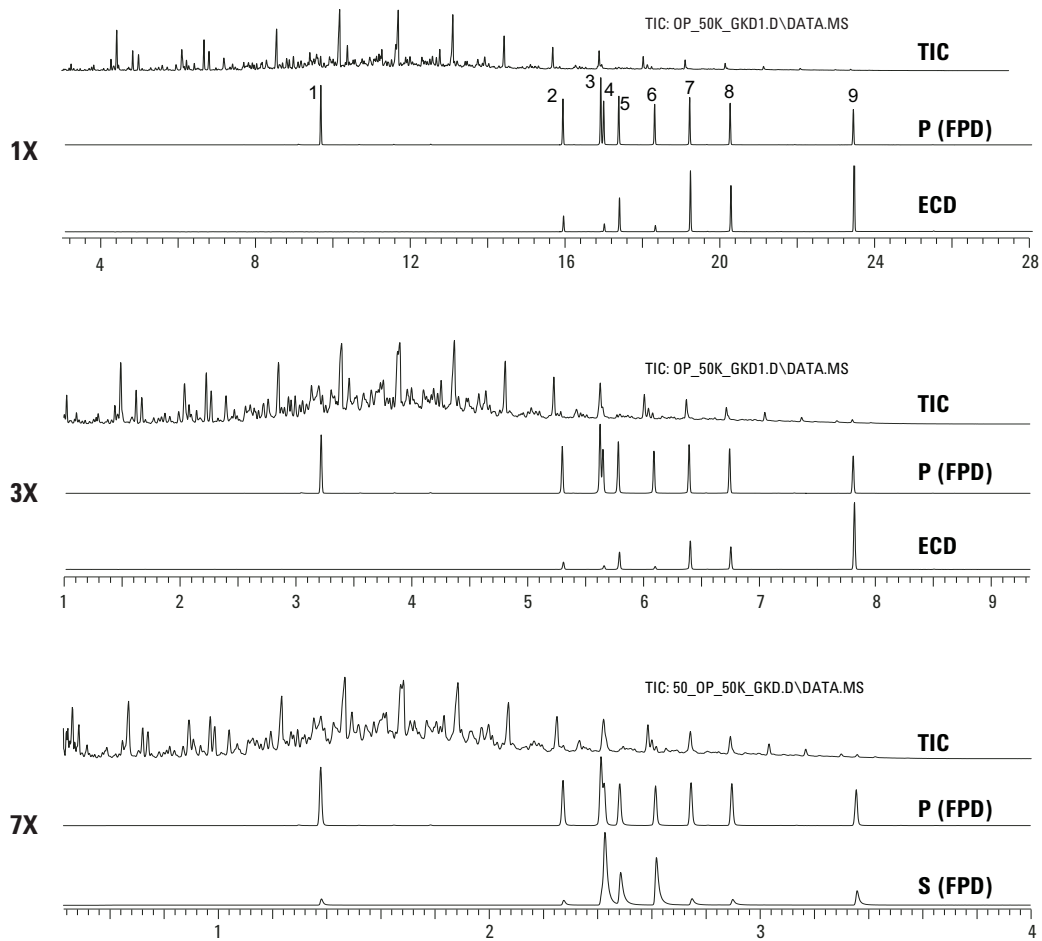 TIC: OP_50K_GKD1.D\DATA.MS
TIC
1 2 3 4 5 6 7 8 9
P (FPD)
1X
ECD
4 8 12 16 20 24 28
TIC: OP_50K_GKD1.D\DATA.MS
TIC
P (FPD)
3X
ECD
1 2 3 4 5 6 7 8 9
TIC: 50_OP_50K_GKD.D\DATA.MS
TIC
P (FPD)
7X
S (FPD)
1 2 3 4